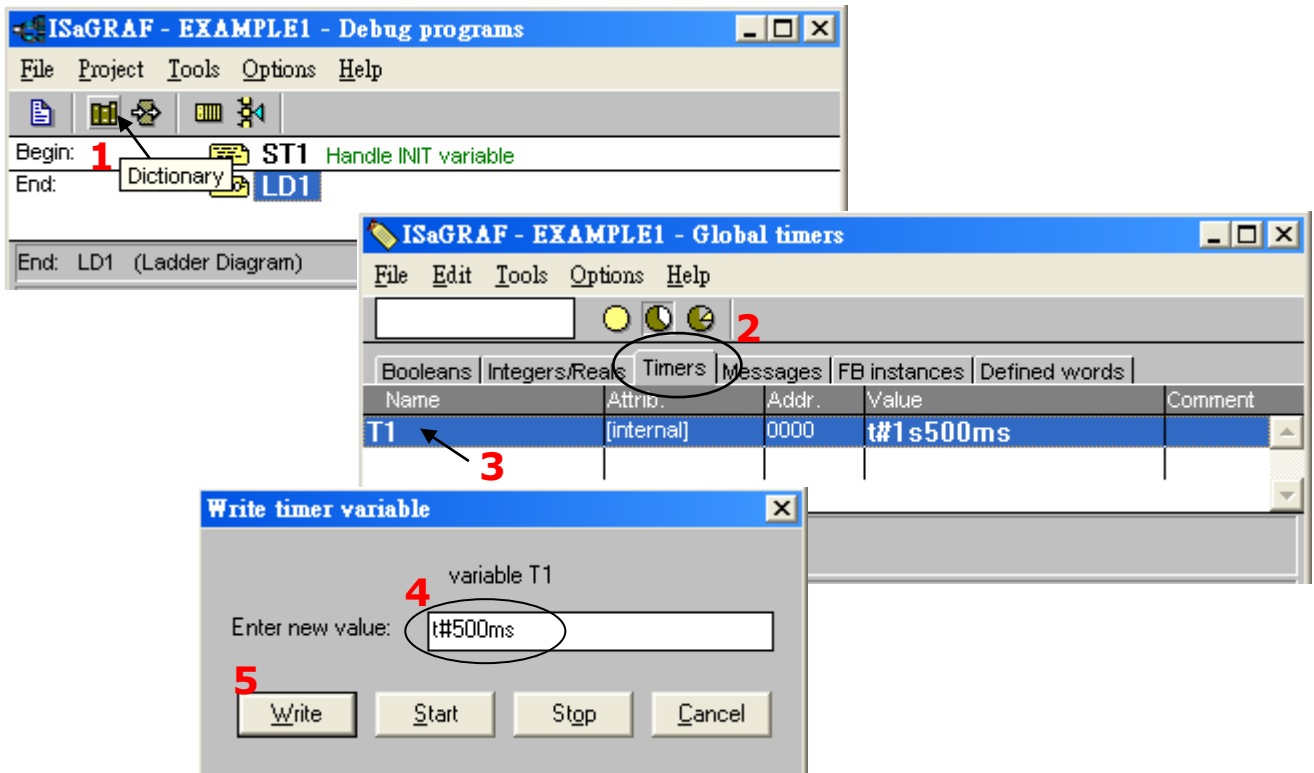 ISaGRAF - EXAMPLE1 - Debug programs
File Project Tools Options Help
Begin: ST1 Handle INIT variable
1
Dictionary
End: LD1
End: LD1 (Ladder Diagram)
ISaGRAF - EXAMPLE1 - Global timers
File Edit Tools Options Help
2
Booleans Integers/Reals Timers Messages FB instances Defined words
Name Attrib. Addr. Value Comment
T1 [internal] 0000 t#1s500ms
3
Write timer variable
variable T1
4
Enter new value: t#500ms
5
Write Start Stop Cancel